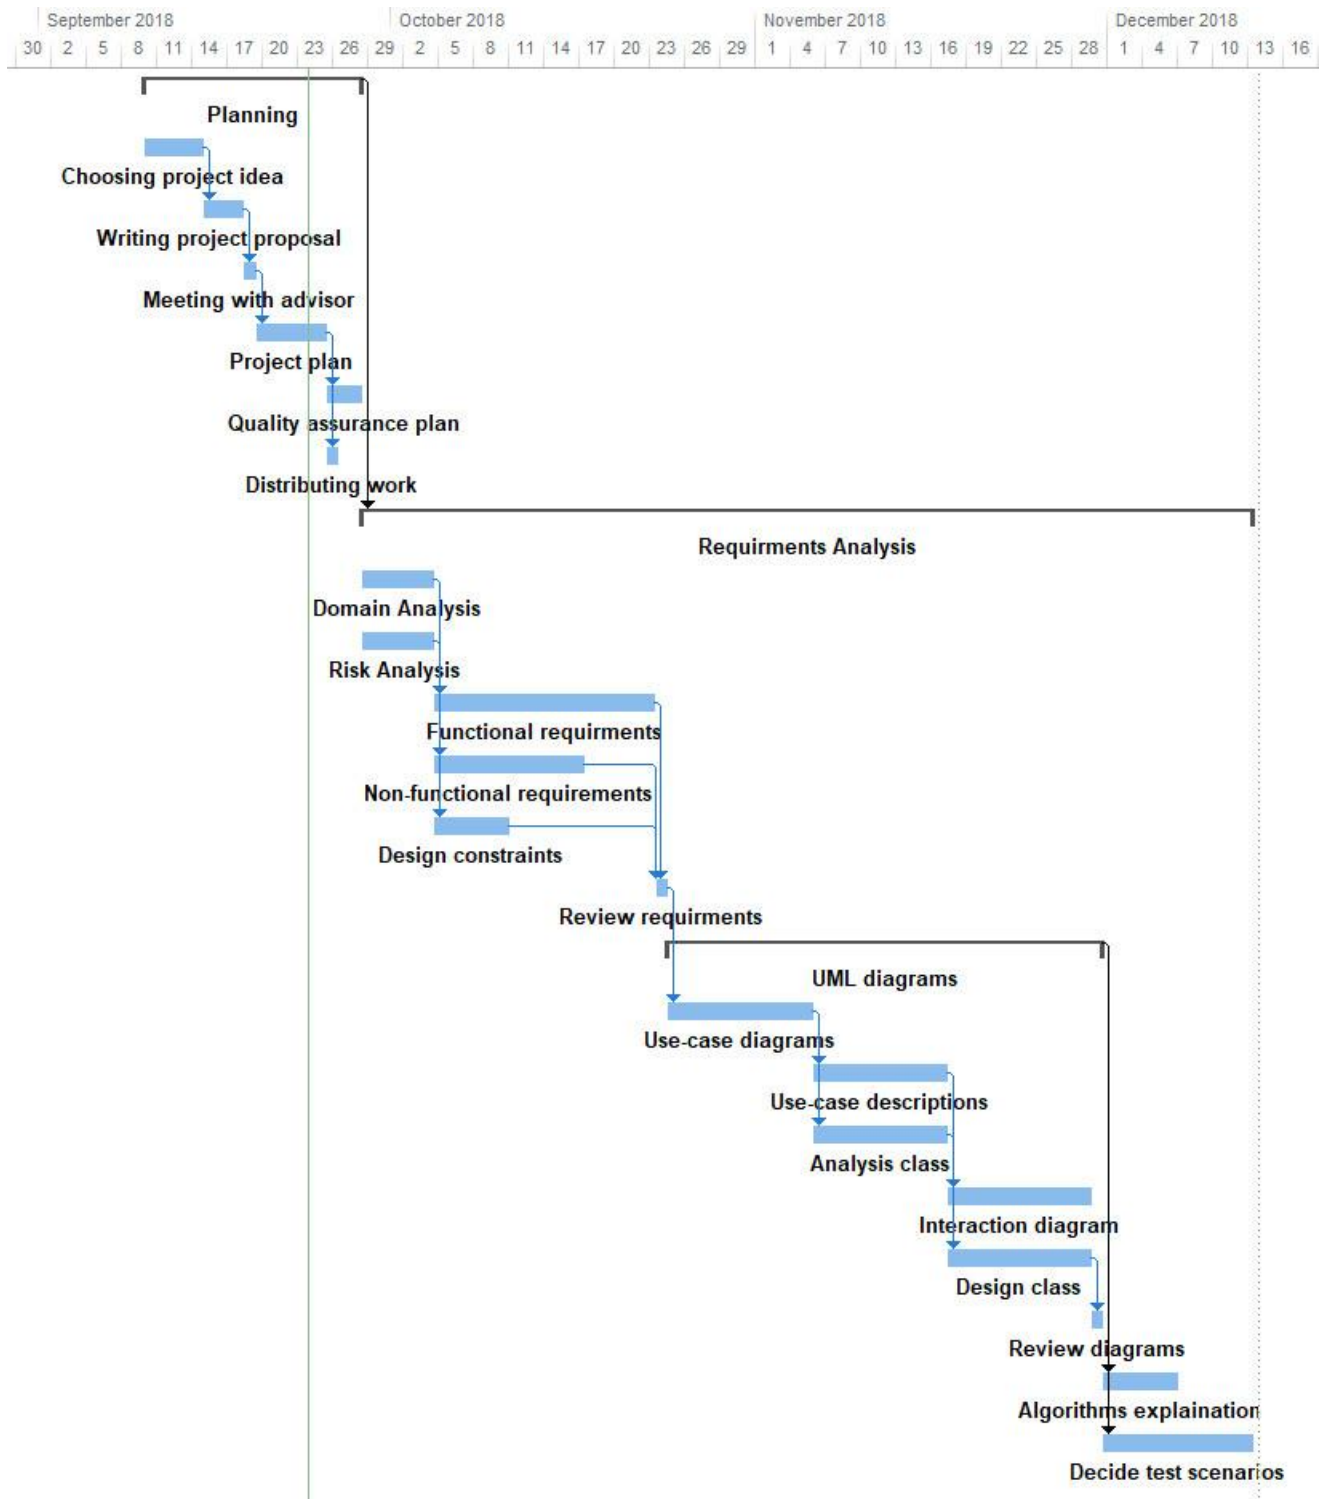 September 2018 October 2018 November 2018 December 2018
30 2 5 8 11 14 17 20 23 26 29 2 5 8 11 14 17 20 23 26 29 1 4 7 10 13 16 19 22 25 28 1 4 7 10 13 16
Planning
Choosing project idea
Writing project proposal
Meeting with advisor
Project plan
Quality assurance plan
Distributing work
Requirments Analysis
Domain Analysis
Risk Analysis
Functional requirments
Non-functional requirements
Design constraints
Review requirments
UML diagrams
Use-case diagrams
Use-case descriptions
Analysis class
Interaction diagram
Design class
Review diagrams
Algorithms explaination
Decide test scenarios